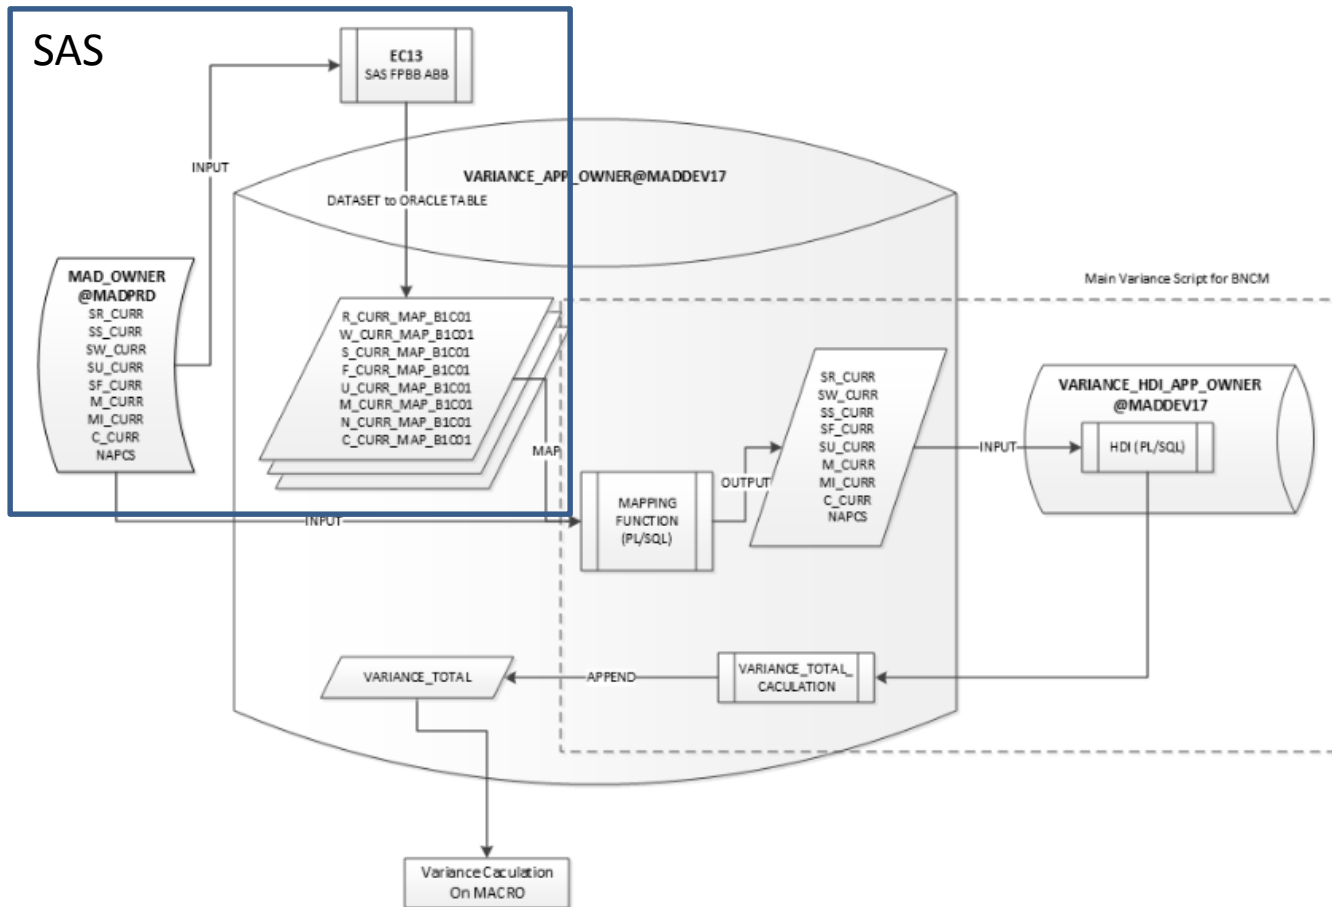 SAS
EC13
SAS FPBB ABB
INPUT
VARIANCE_APP_OWNER@MADDEV17
DATASET to ORACLE TABLE
MAD_OWNER
@MADPRD
SR_CURR
SS_CURR
SW_CURR
SU_CURR
SF_CURR
M_CURR
MI_CURR
C_CURR
NAPCS
Main Variance Script for BNCM
R_CURR_MAP_B1C01
W_CURR_MAP_B1C01
S_CURR_MAP_B1C01
F_CURR_MAP_B1C01
U_CURR_MAP_B1C01
M_CURR_MAP_B1C01
N_CURR_MAP_B1C01
C_CURR_MAP_B1C01
MAP
INPUT
MAPPING
FUNCTION
(PL/SQL)
OUTPUT
SR_CURR
SW_CURR
SS_CURR
SF_CURR
SU_CURR
M_CURR
MI_CURR
C_CURR
NAPCS
INPUT
VARIANCE_HDI_APP_OWNER
@MADDEV17
HDI (PL/SQL)
VARIANCE_TOTAL_
CACULATION
APPEND
VARIANCE_TOTAL
Variance Caculation
On MACRO